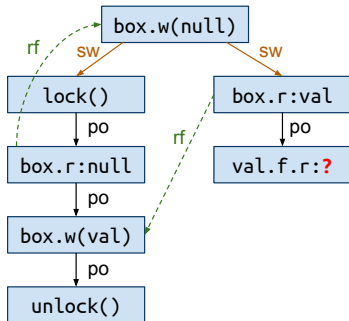 box.w(null)
rf
sw
sw
lock()
box.r:val
po
po
rf
box.r:null
val.f.r:?
po
box.w(val)
po
unlock()